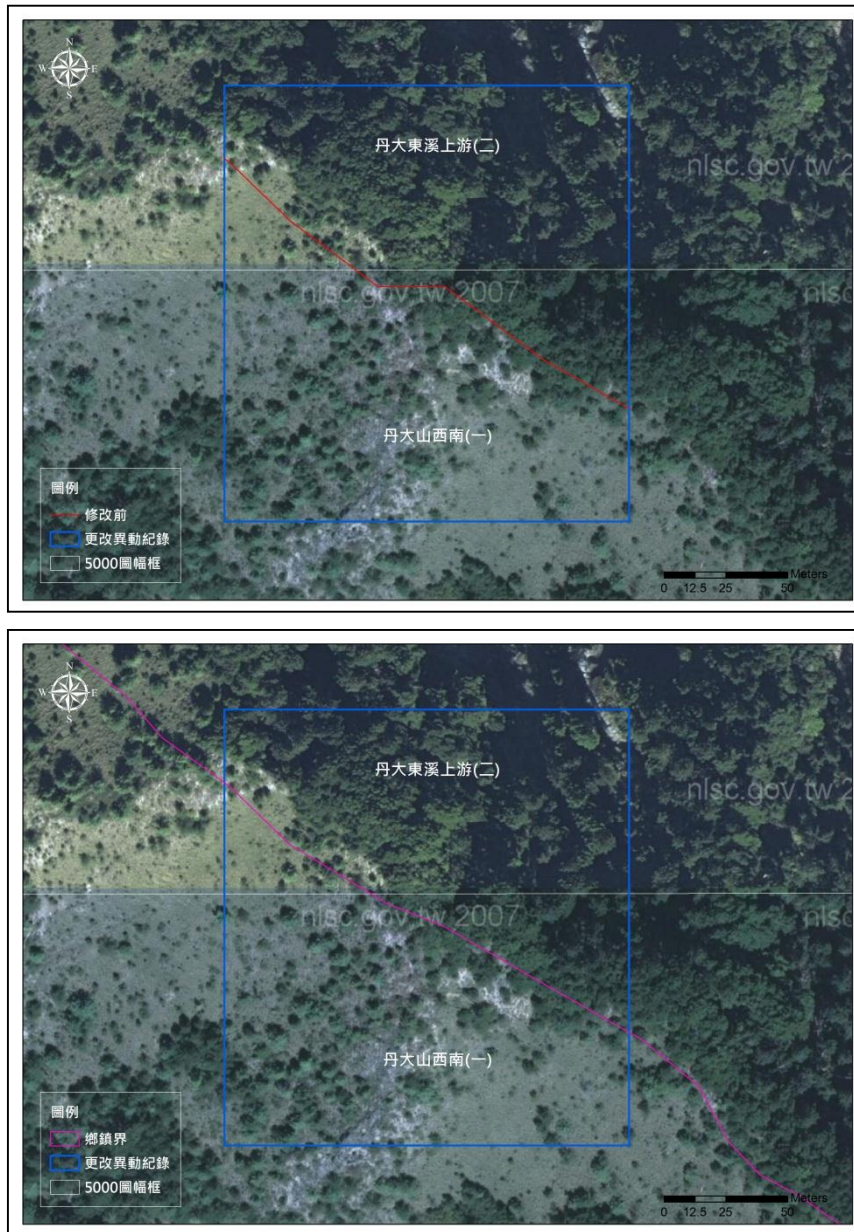 N
W E
S
丹大東溪上游(二)
nlsc.gov.tw 2
nlsc.gov.tw 2007
nlsc
丹大山西南(一)
圖例
修改前
更改異動紀錄
5000圖幅框
Meters
0 12.5 25 50
N
W E
S
丹大東溪上游(二)
nlsc.gov.tw 2
nlsc.gov.tw 2007
nlsc
丹大山西南(一)
圖例
鄉鎮界
更改異動紀錄
5000圖幅框
Meters
0 12.5 25 50